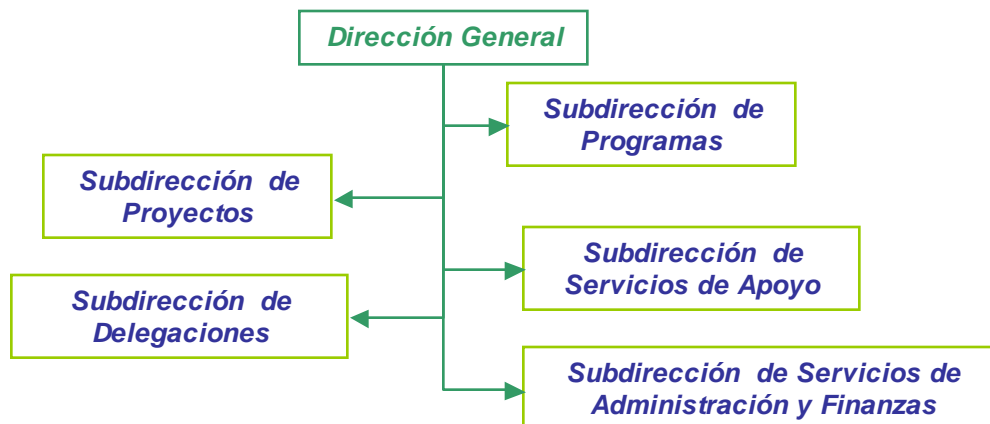 Dirección General
Subdirección de
Programas
Subdirección de
Proyectos
Subdirección de
Servicios de Apoyo
Subdirección de
Delegaciones
Subdirección de Servicios de
Administración y Finanzas